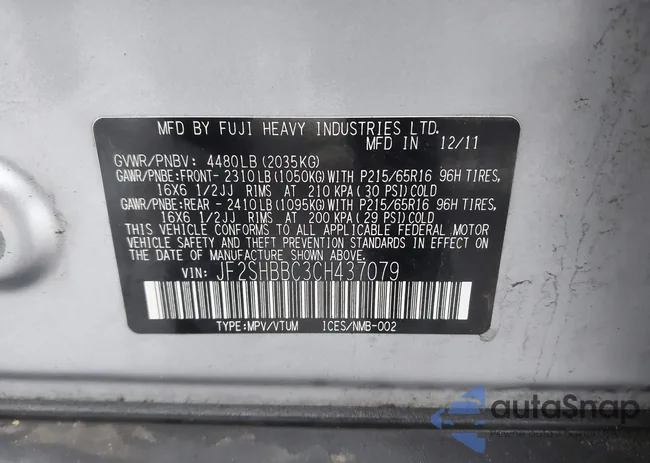 MFD BY FUJI HEAVY INDUSTRIES LTD.
MFD IN 12/11
GVWR/PNBV: 4480LB (2035KG)
GAWR/PNBE:FRONT- 2310LB (1050KG)WITH P215/65R16 96H TIRES,
16X6 1/2JJ RIMS AT 210 KPA (30 PSI)COLD
GAWR/PNBE:REAR - 2410LB (1095KG)WITH P215/65R16 96H TIRES,
16X6 1/2JJ RIMS AT 200 KPA (29 PSI)COLD
THIS VEHICLE CONFORMS TO ALL APPLICABLE FEDERAL MOTOR
VEHICLE SAFETY AND THEFT PREVENTION STANDARDS IN EFFECT ON
THE DATE OF MANUFACTURE SHOWN ABOVE.
VIN: JF2SHBBC3CH437079
TYPE:MPV/VTUM ICES/NMB-002
autoSnap